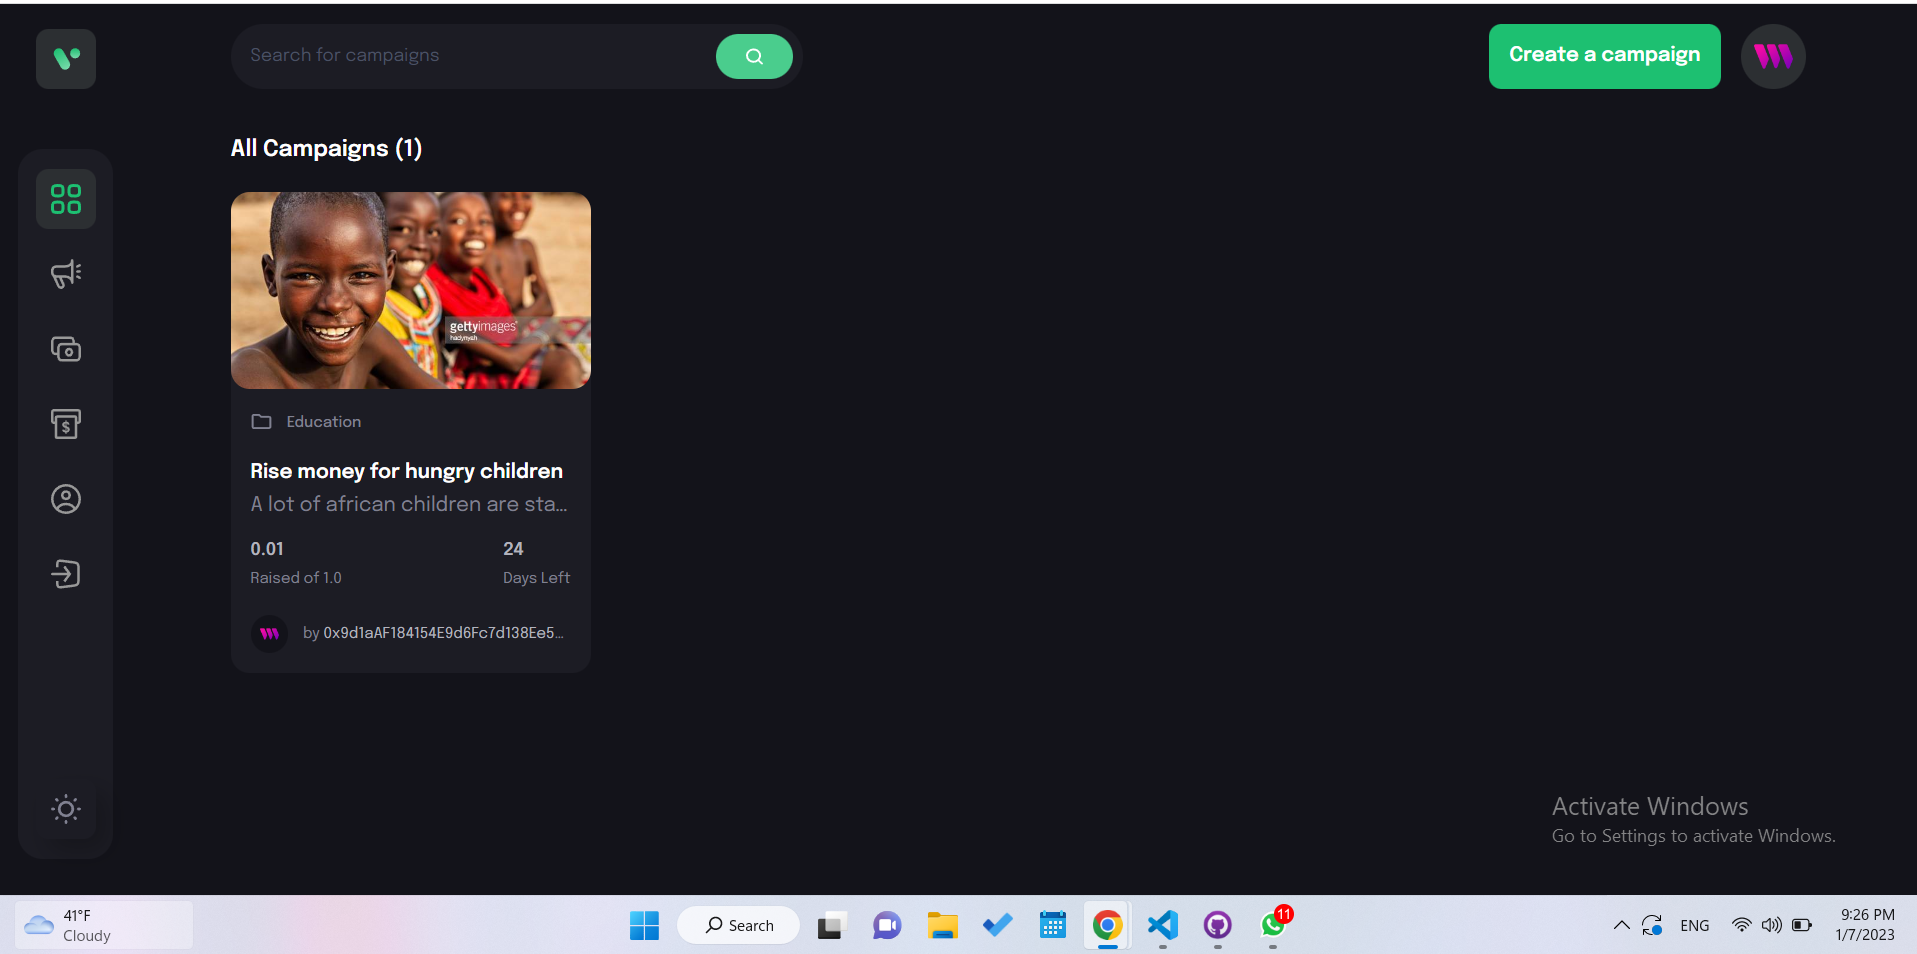 Search for campaigns
Create a campaign
All Campaigns (1)
gettyimages®
hadynyah
Education
Rise money for hungry children
A lot of african children are sta...
0.01
24
Raised of 1.0
Days Left
by 0x9d1aAF184154E9d6Fc7d138Ee5...
Activate Windows
Go to Settings to activate Windows.
41°F
Cloudy
Search
11
ENG
9:26 PM
1/7/2023